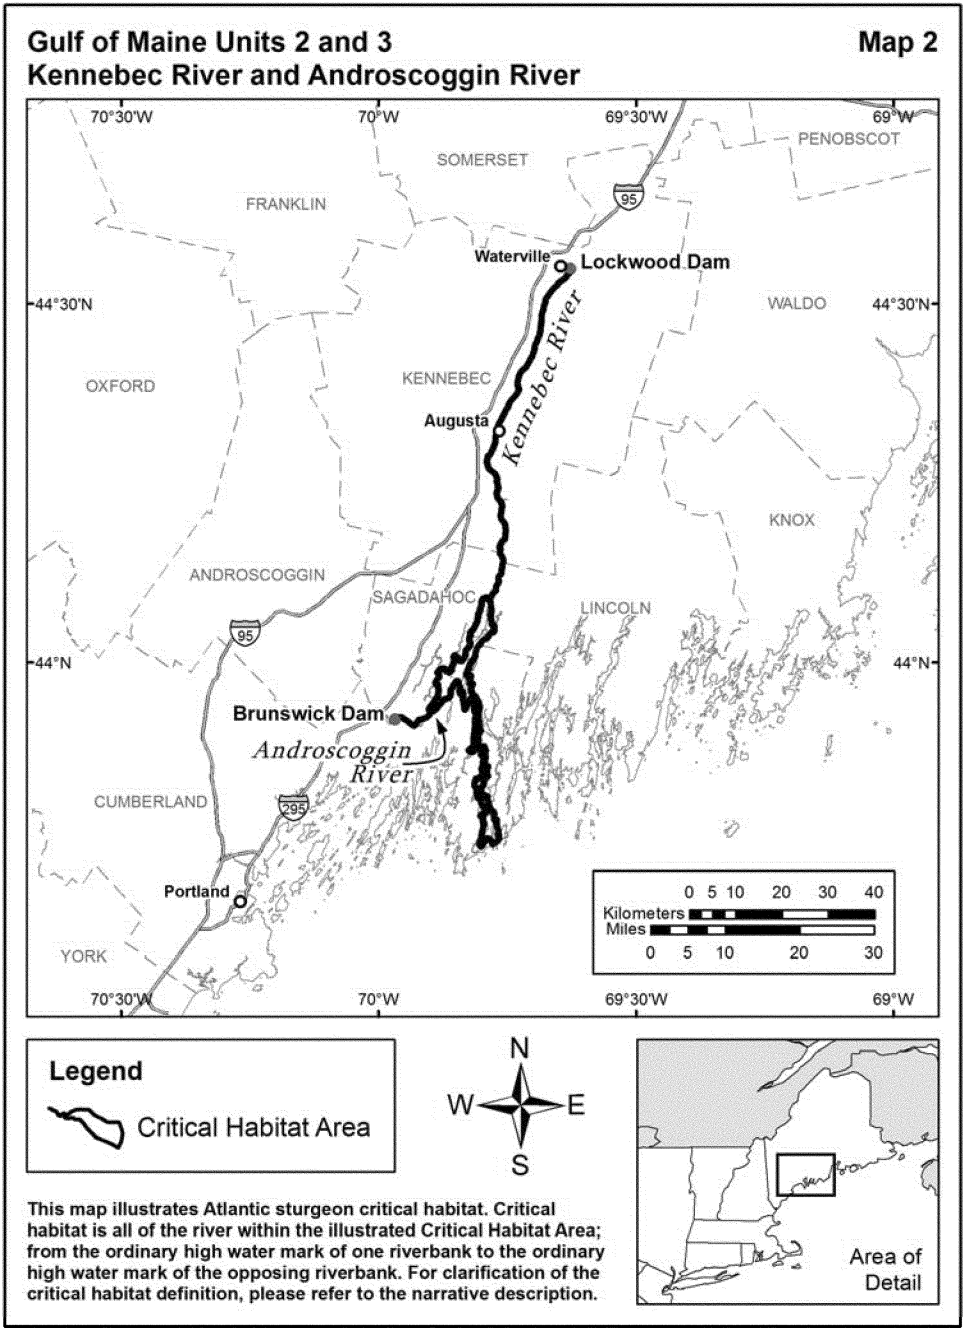 Gulf of Maine Units 2 and 3
Map 2
Kennebec River and Androscoggin River
70°30'W
70°W
69°30'W
69°W
PENOBSCOT
SOMERSET
95
FRANKLIN
Waterville
Lockwood Dam
44°30'N
44°30'N
WALDO
Kennebec River
KENNEBEC
OXFORD
Augusta
KNOX
ANDROSCOGGIN
SAGADAHOC
LINCOLN
95
44°N
44°N
Brunswick Dam
Androscoggin
River
CUMBERLAND
295
Portland
0 5 10 20 30 40
Kilometers
Miles
0 5 10 20 30
YORK
70°30'W
70°W
69°30'W
69°W
Legend
Critical Habitat Area
N
W
E
S
This map illustrates Atlantic sturgeon critical habitat. Critical
habitat is all of the river within the illustrated Critical Habitat Area;
from the ordinary high water mark of one riverbank to the ordinary
high water mark of the opposing riverbank. For clarification of the
critical habitat definition, please refer to the narrative description.
Area of
Detail